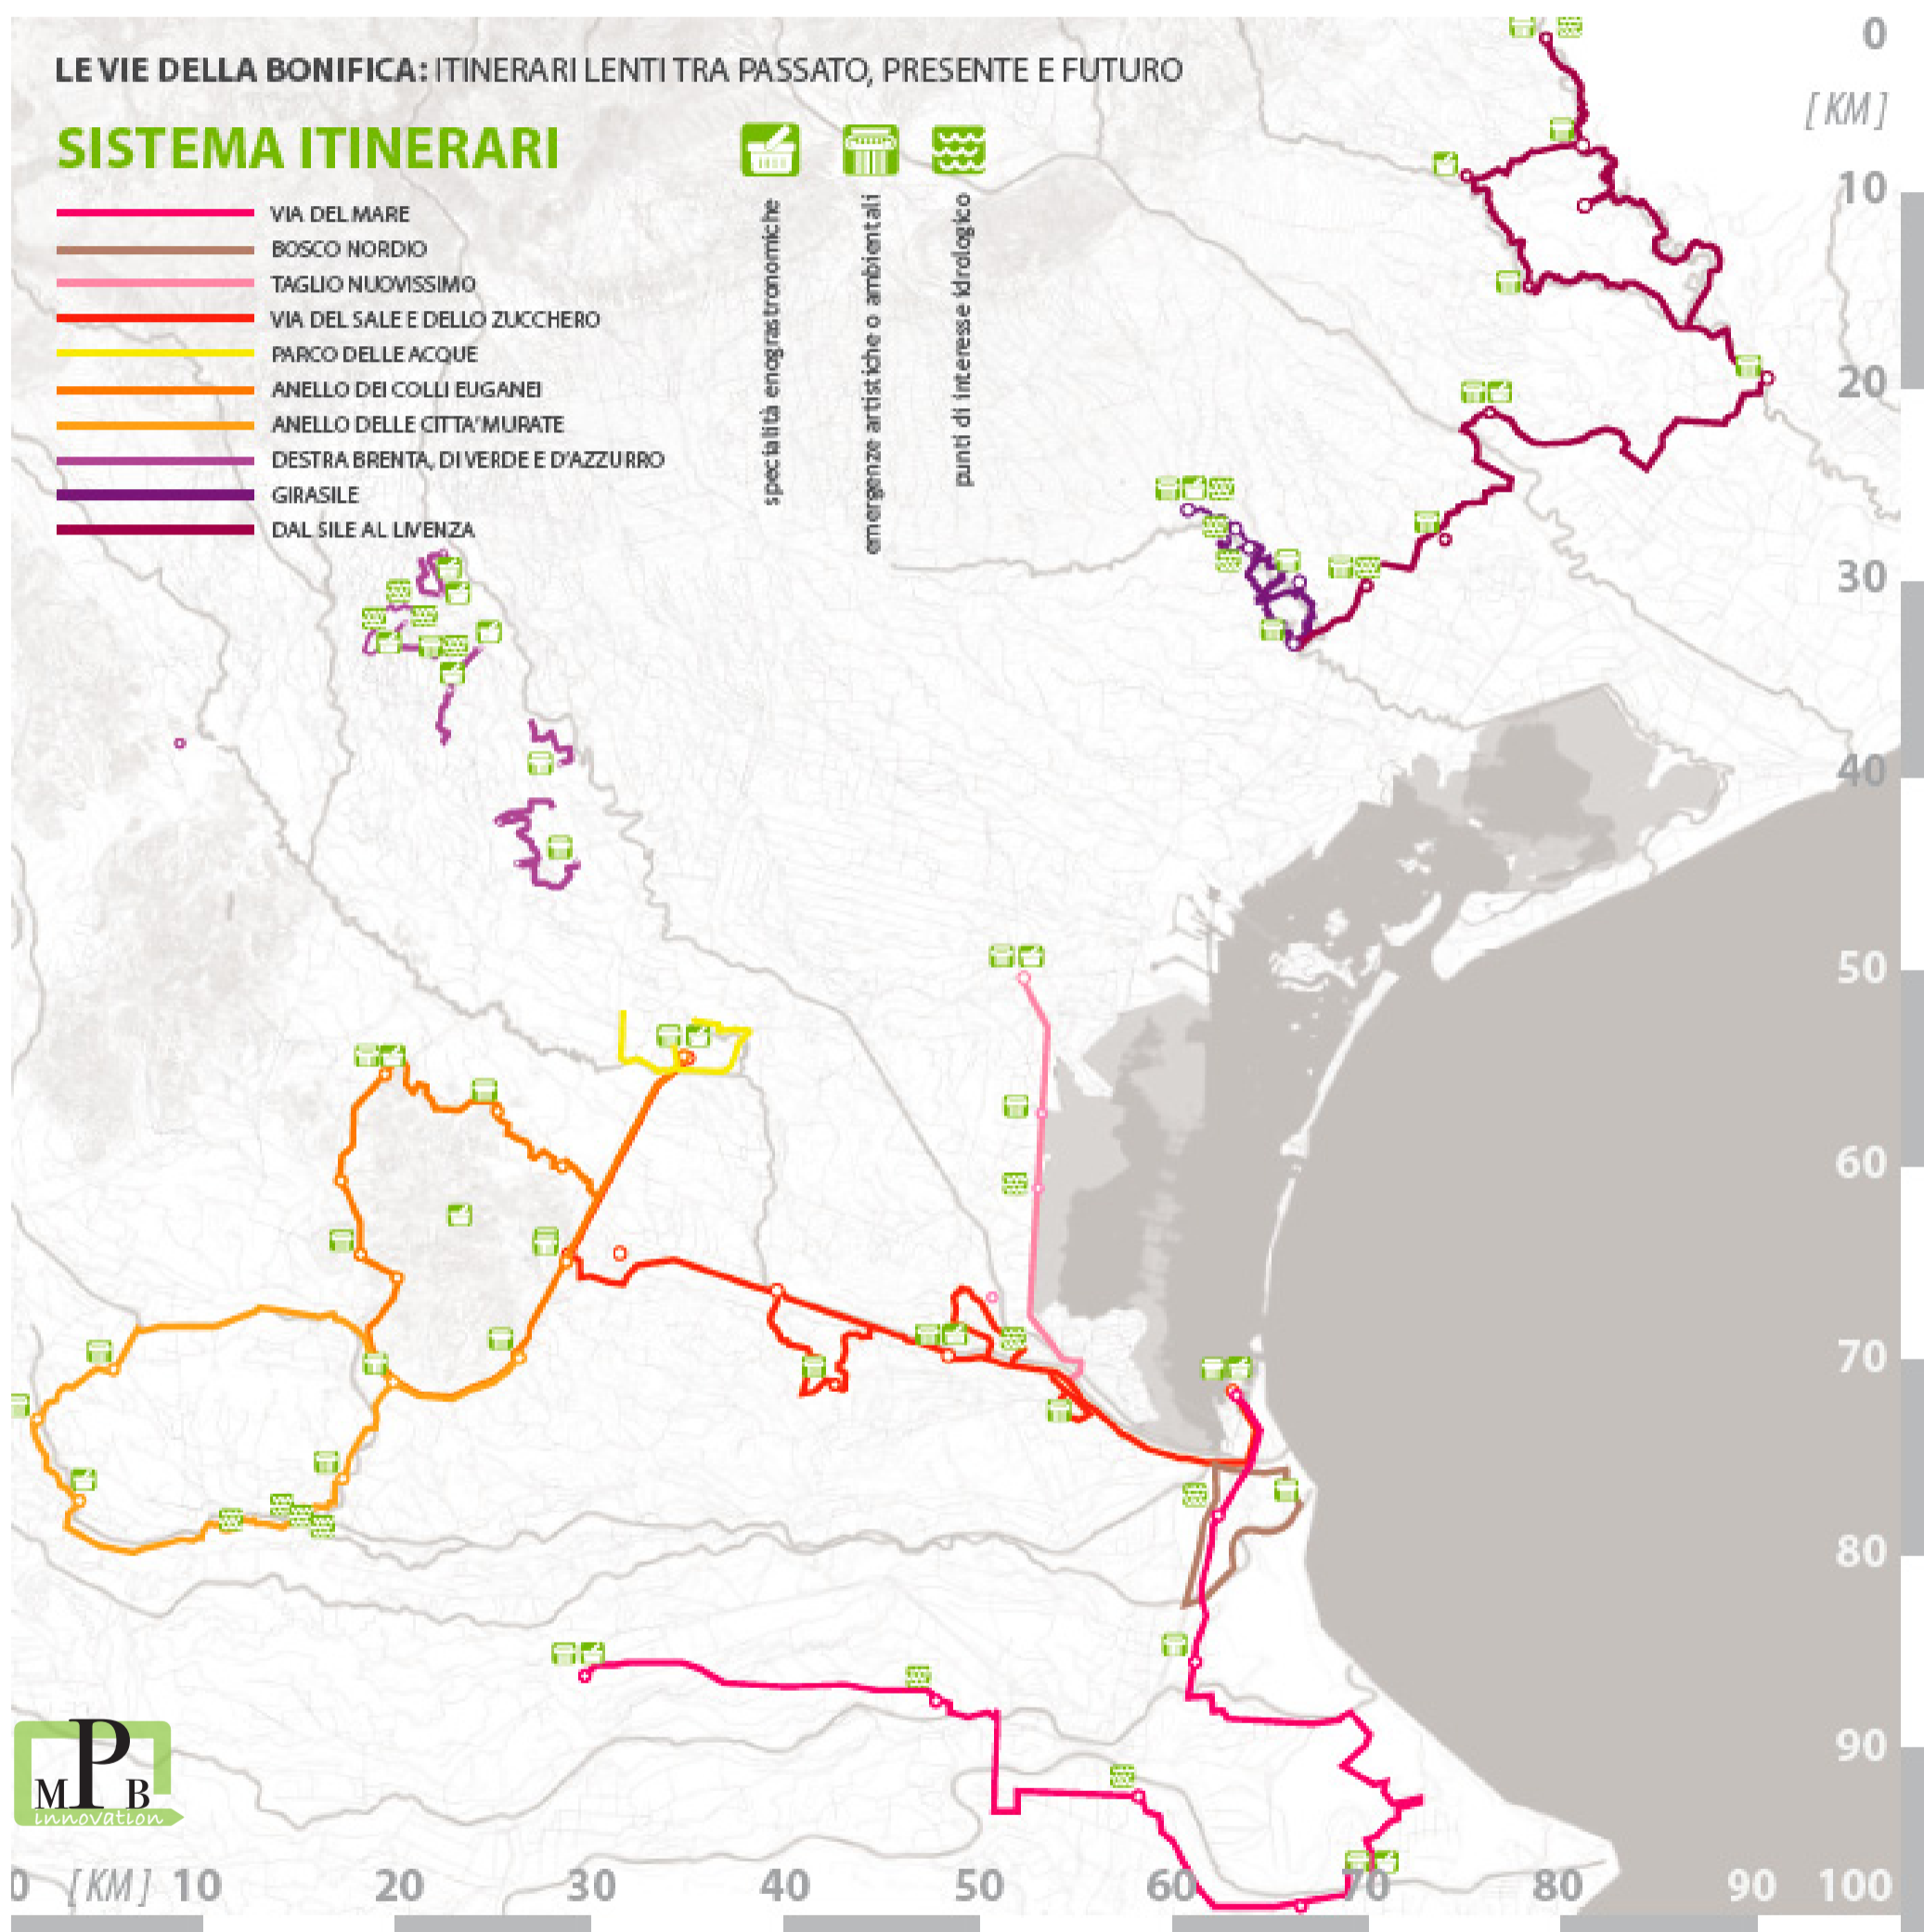 LE VIE DELLA BONIFICA: ITINERARI LENTI TRA PASSATO, PRESENTE E FUTURO
SISTEMA ITINERARI
VIA DEL MARE
BOSCO NORDIO
TAGLIO NUOVISSIMO
VIA DEL SALE E DELLO ZUCCHERO
PARCO DELLE ACQUE
ANELLO DEI COLLI EUGANEI
ANELLO DELLE CITTA' MURATE
DESTRA BRENTA, DI VERDE E D'AZZURRO
GIRASILE
DAL SILE AL LIVENZA
specialità enograstronomiche
emergenze artistiche o ambientali
punti di interesse idrologico
0
[ KM ]
10
20
30
40
50
60
70
80
90
MPB
innovation
0 [ KM ] 10 20 30 40 50 60 70 80 90 100